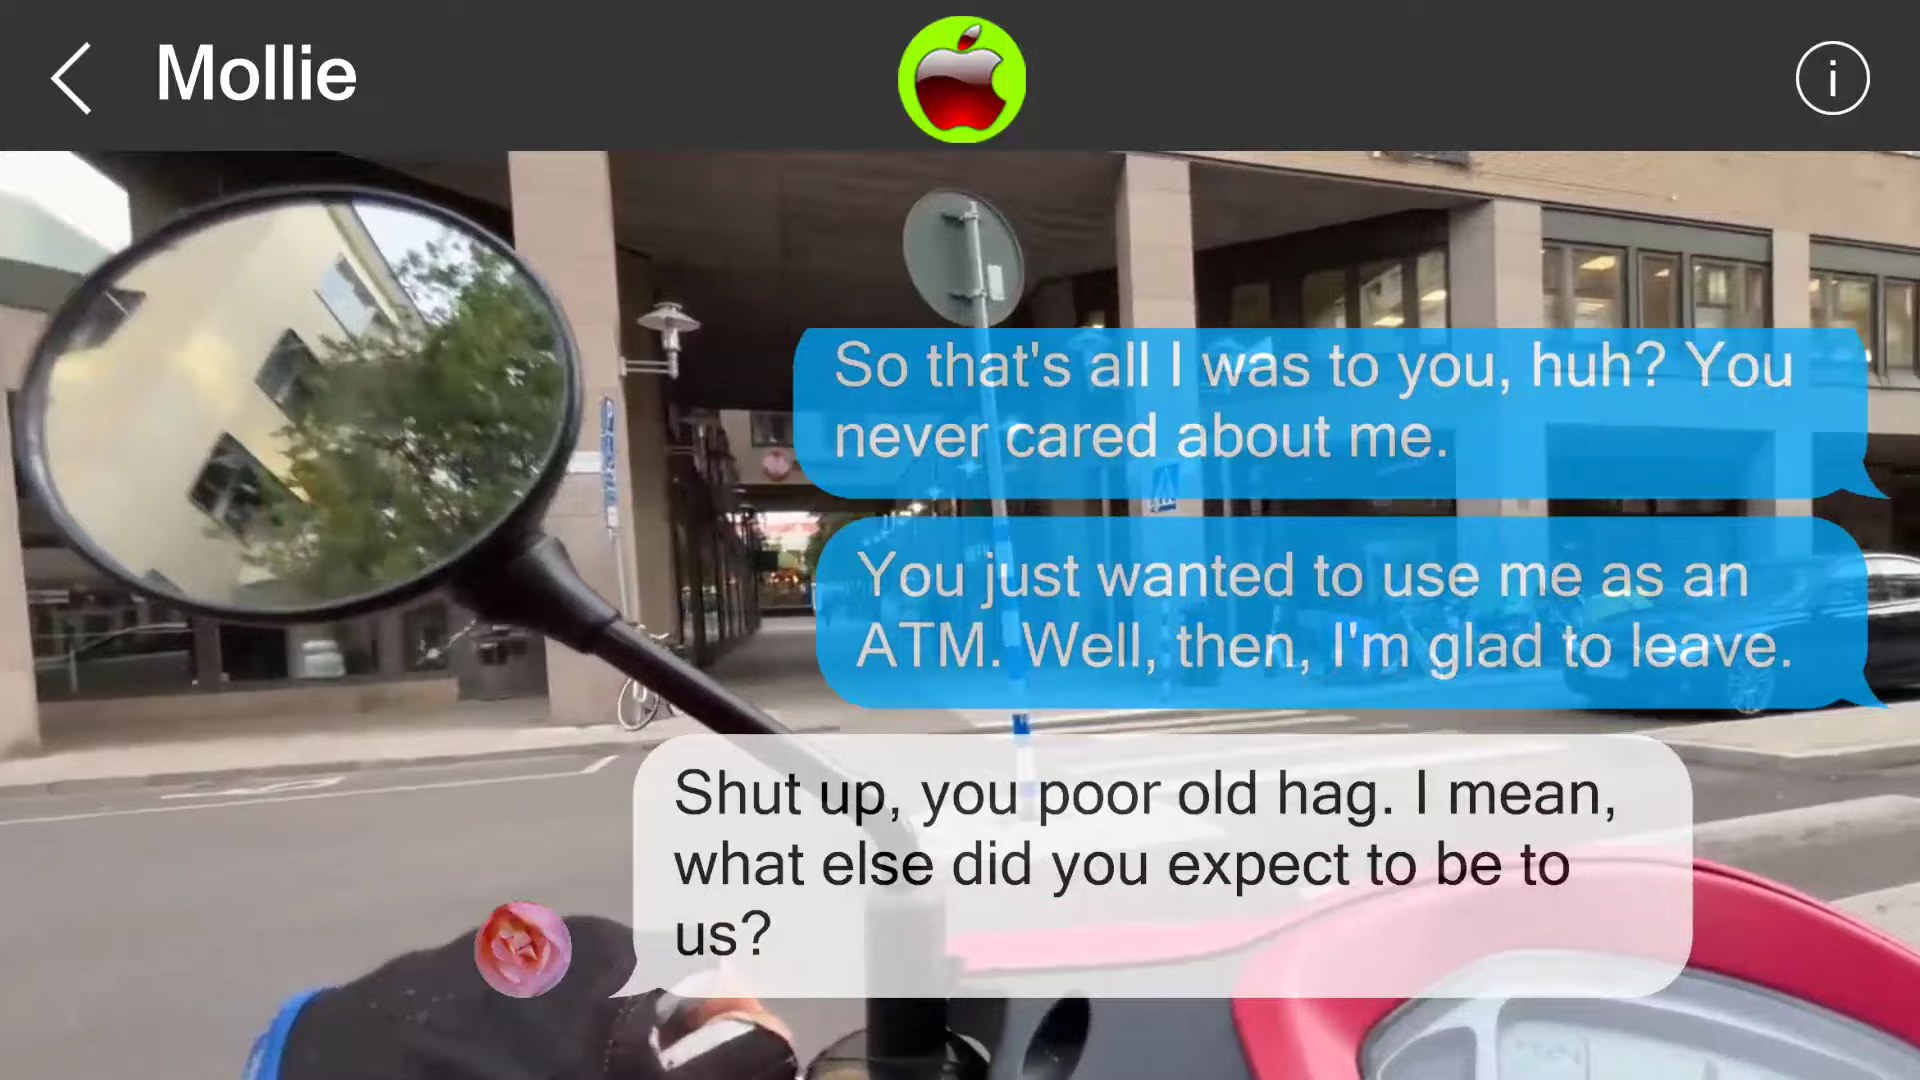 Mollie
i
So that's all I was to you, huh? You
never cared about me.
You just wanted to use me as an
ATM. Well, then, I'm glad to leave.
Shut up, you poor old hag. I mean,
what else did you expect to be to
us?